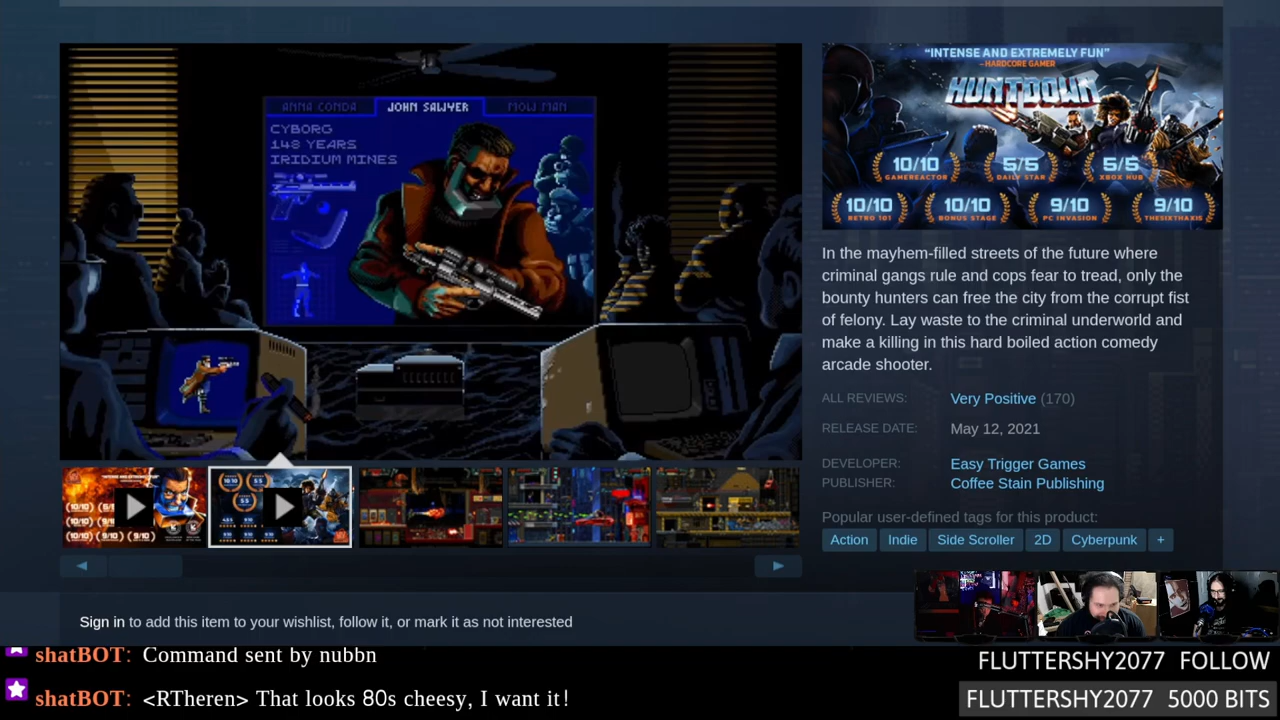 ANNA CONDA
JOHN SAWYER
MOW MAN
CYBORG
149 YEARS
IRIDIUM MINES
“INTENSE AND EXTREMELY FUN”
-HARDCORE GAMER
HUNTDOWN
10/10
GAMEREACTOR
5/5
DAILY STAR
5/5
XBOX HUB
10/10
RETRO 101
10/10
BONUS STAGE
9/10
PC INVASION
9/10
THESIXTHAXIS
In the mayhem-filled streets of the future where
criminal gangs rule and cops fear to tread, only the
bounty hunters can free the city from the corrupt fist
of felony. Lay waste to the criminal underworld and
make a killing in this hard boiled action comedy
arcade shooter.
ALL REVIEWS: Very Positive (170)
RELEASE DATE: May 12, 2021
DEVELOPER: Easy Trigger Games
PUBLISHER: Coffee Stain Publishing
Popular user-defined tags for this product:
Action Indie Side Scroller 2D Cyberpunk +
Sign in to add this item to your wishlist, follow it, or mark it as not interested
shatBOT: Command sent by nubbn
shatBOT: <RTheren> That looks 80s cheesy, I want it!
FLUTTERSHY2077 FOLLOW
FLUTTERSHY2077 5000 BITS